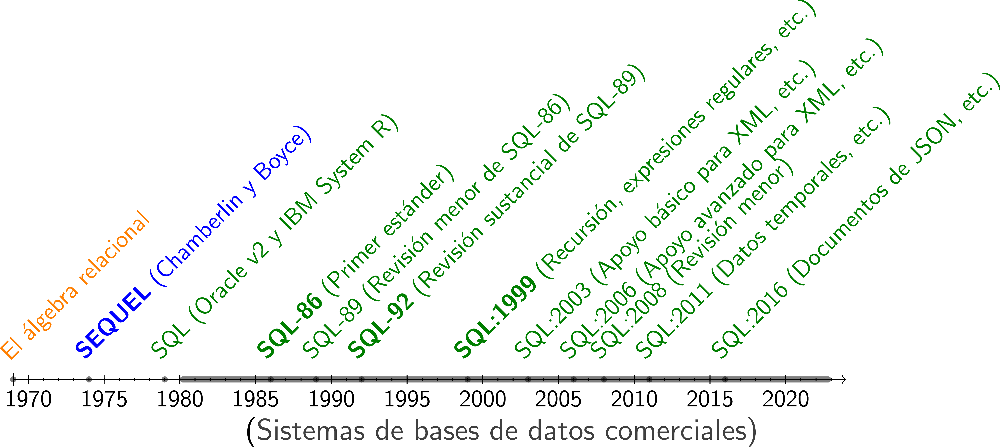 El álgebra relacional
SEQUEL (Chamberlin y Boyce)
SQL (Oracle v2 y IBM System R)
SQL-86 (Primer estánder)
SQL-89 (Revisión menor de SQL-86)
SQL-92 (Revisión sustancial de SQL-89)
SQL:1999 (Recursión, expresiones regulares, etc.)
SQL:2003 (Apoyo básico para XML, etc.)
SQL:2006 (Apoyo avanzado para XML, etc.)
SQL:2008 (Revisión menor)
SQL:2011 (Datos temporales, etc.)
SQL:2016 (Documentos de JSON, etc.)
1970 1975 1980 1985 1990 1995 2000 2005 2010 2015 2020
(Sistemas de bases de datos comerciales)